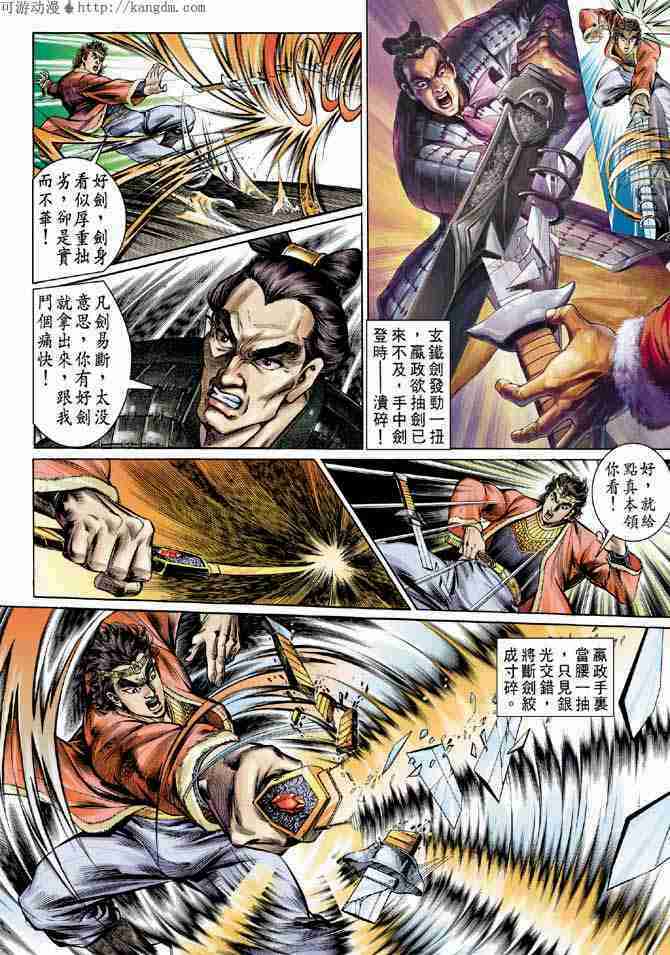 可游动漫 http://kangdm.com
玄鐵劍發勁一扭
，嬴政欲抽劍已
來不及，手中劍
登時──潰碎！
好劍，劍身
看似厚重拙
劣，卻是實
而不華！
凡劍易斷，太沒
意思，你有好劍
就拿出來，跟我
鬥個痛快！
好，就給
點真本領
你看！
嬴政手裏
當腰一抽
，只見銀
光交錯，
將斷劍絞
成寸碎。